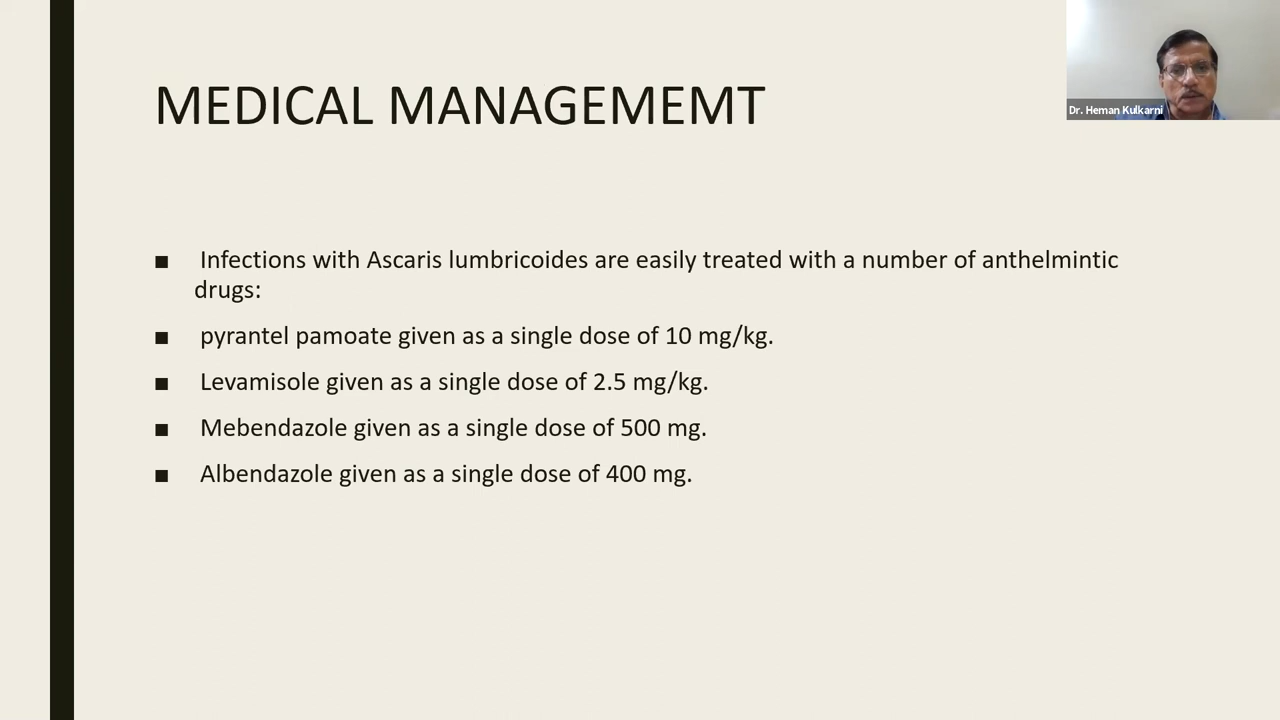 MEDICAL MANAGEMEMT
Dr. Heman Kulkarni
■ Infections with Ascaris lumbricoides are easily treated with a number of anthelmintic
drugs:
■ pyrantel pamoate given as a single dose of 10 mg/kg.
■ Levamisole given as a single dose of 2.5 mg/kg.
■ Mebendazole given as a single dose of 500 mg.
■ Albendazole given as a single dose of 400 mg.